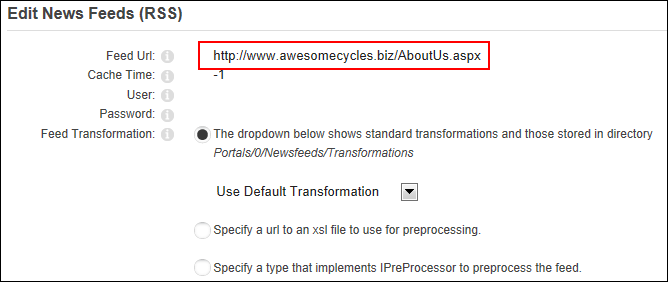 Edit News Feeds (RSS)
Feed Url: http://www.awesomecycles.biz/AboutUs.aspx
Cache Time: -1
User:
Password:
Feed Transformation: The dropdown below shows standard transformations and those stored in directory
Portals/0/Newsfeeds/Transformations
Use Default Transformation
Specify a url to an xsl file to use for preprocessing.
Specify a type that implements IPreProcessor to preprocess the feed.